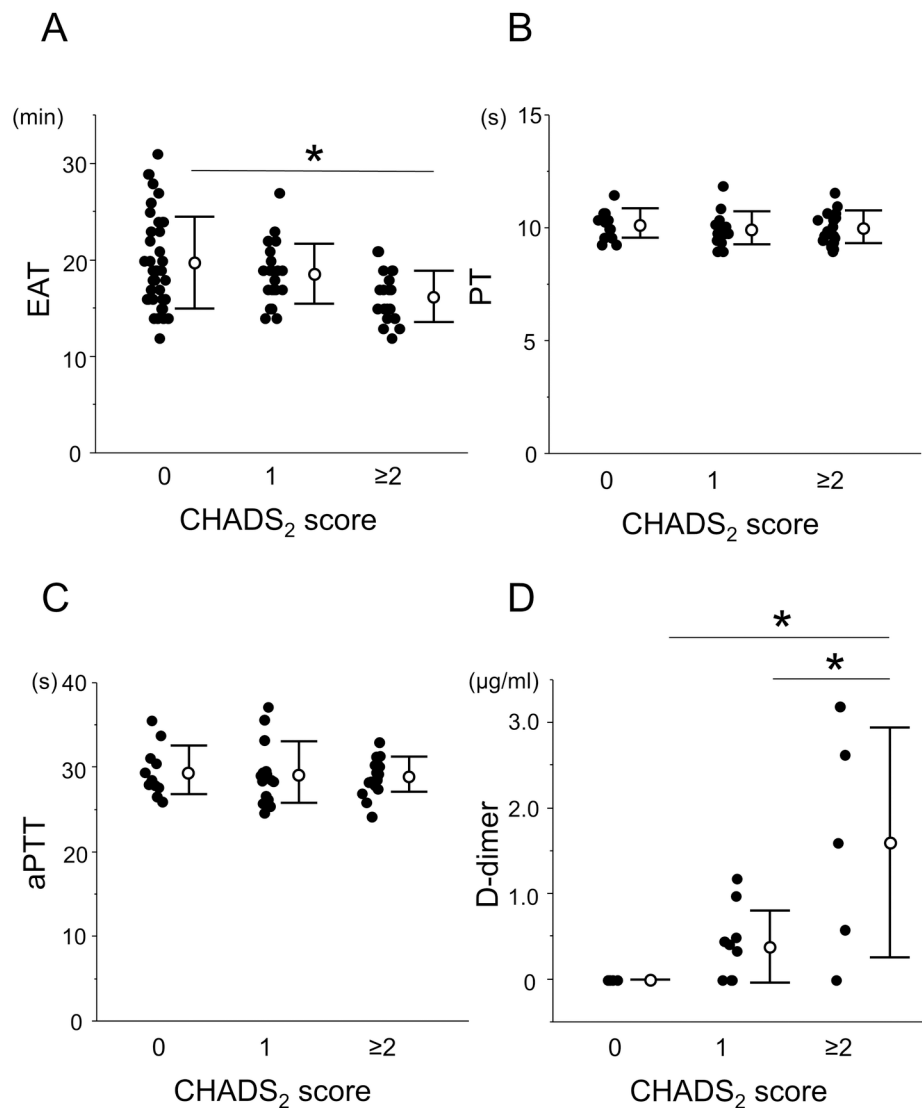 A
(min)
30
20
10
0
EAT
*
0 1 ≥2
CHADS2 score
B
(s)
15
10
5
0
PT
0 1 ≥2
CHADS2 score
C
(s)
40
30
20
10
0
aPTT
0 1 ≥2
CHADS2 score
D
(µg/ml)
3.0
2.0
1.0
0
D-dimer
*
*
0 1 ≥2
CHADS2 score